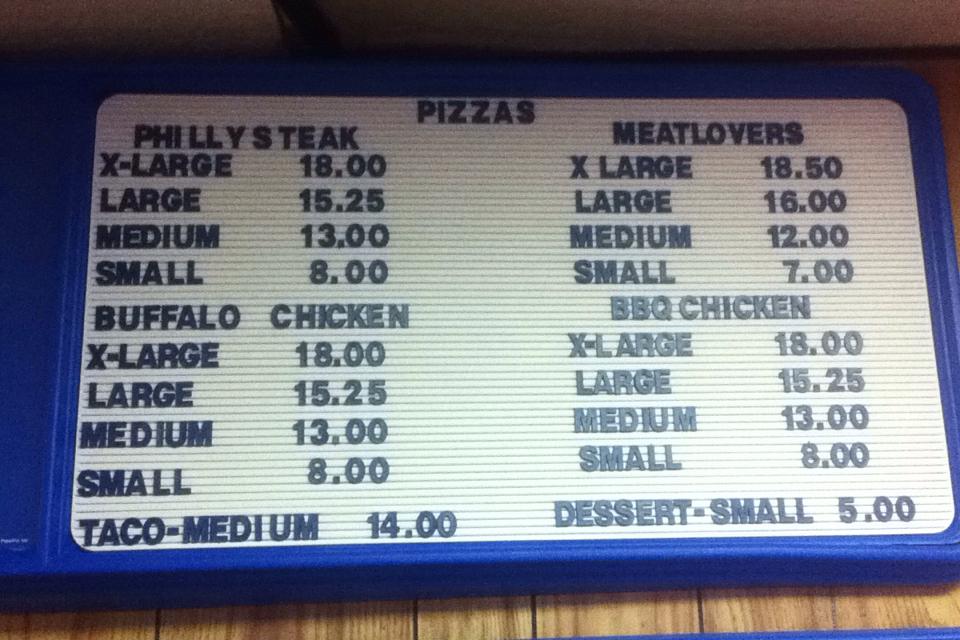 PIZZAS
PHILLY STEAK
X-LARGE 18.00
LARGE 15.25
MEDIUM 13.00
SMALL 8.00
BUFFALO CHICKEN
X-LARGE 18.00
LARGE 15.25
MEDIUM 13.00
SMALL 8.00
TACO-MEDIUM 14.00
MEATLOVERS
X LARGE 18.50
LARGE 16.00
MEDIUM 12.00
SMALL 7.00
BBQ CHICKEN
X-LARGE 18.00
LARGE 15.25
MEDIUM 13.00
SMALL 8.00
DESSERT-SMALL 5.00